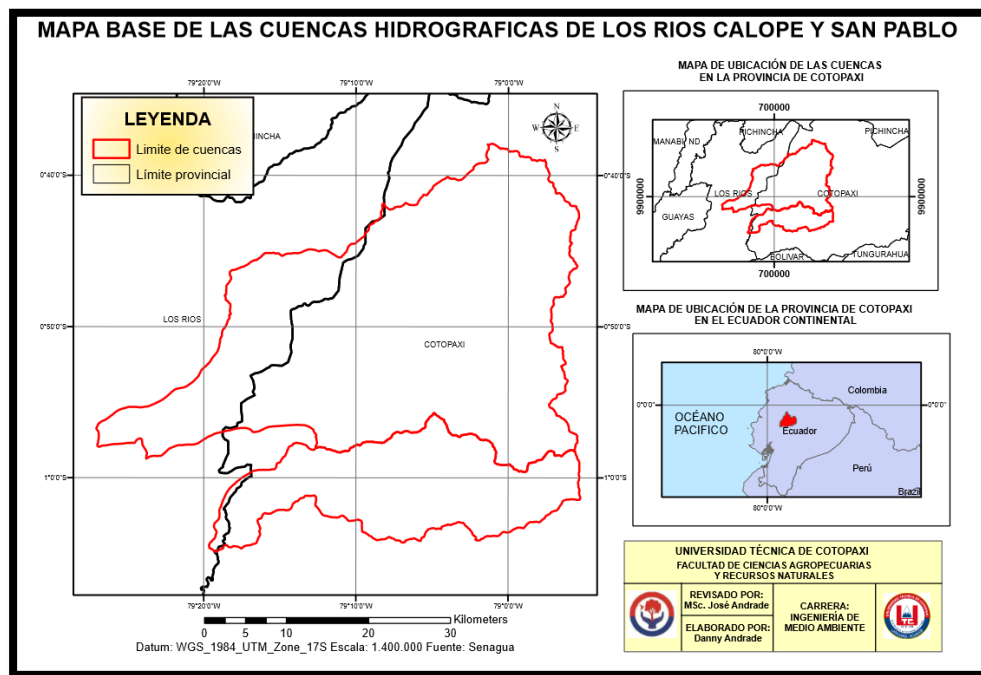 MAPA BASE DE LAS CUENCAS HIDROGRAFICAS DE LOS RIOS CALOPE Y SAN PABLO
79°20'0"W 79°10'0"W 79°0'0"W
LEYENDA
Limite de cuencas
Límite provincial
INCHA
N
W E
S
0°40'0"S 0°40'0"S
LOS RIOS
0°50'0"S 0°50'0"S
COTOPAXI
1°0'0"S 1°0'0"S
79°20'0"W 79°10'0"W 79°0'0"W
Kilometers
0 5 10 20 30
Datum: WGS_1984_UTM_Zone_17S Escala: 1.400.000 Fuente: Senagua
MAPA DE UBICACIÓN DE LAS CUENCAS
EN LA PROVINCIA DE COTOPAXI
700000
PICHINCHA PICHINCHA
MANABI ND
LOS RIOS COTOPAXI
9900000 9900000
GUAYAS
BOLIVAR TUNGURAHUA
700000
MAPA DE UBICACIÓN DE LA PROVINCIA DE COTOPAXI
EN EL ECUADOR CONTINENTAL
80°0'0"W
Colombia
0°0'0" 0°0'0"
OCÉANO
PACIFICO
Ecuador
Perú
Brazil
80°0'0"W
UNIVERSIDAD TÉCNICA DE COTOPAXI
FACULTAD DE CIENCIAS AGROPECUARIAS
Y RECURSOS NATURALES
REVISADO POR:
MSc. José Andrade
ELABORADO POR:
Danny Andrade
CARRERA:
INGENIERÍA DE
MEDIO AMBIENTE